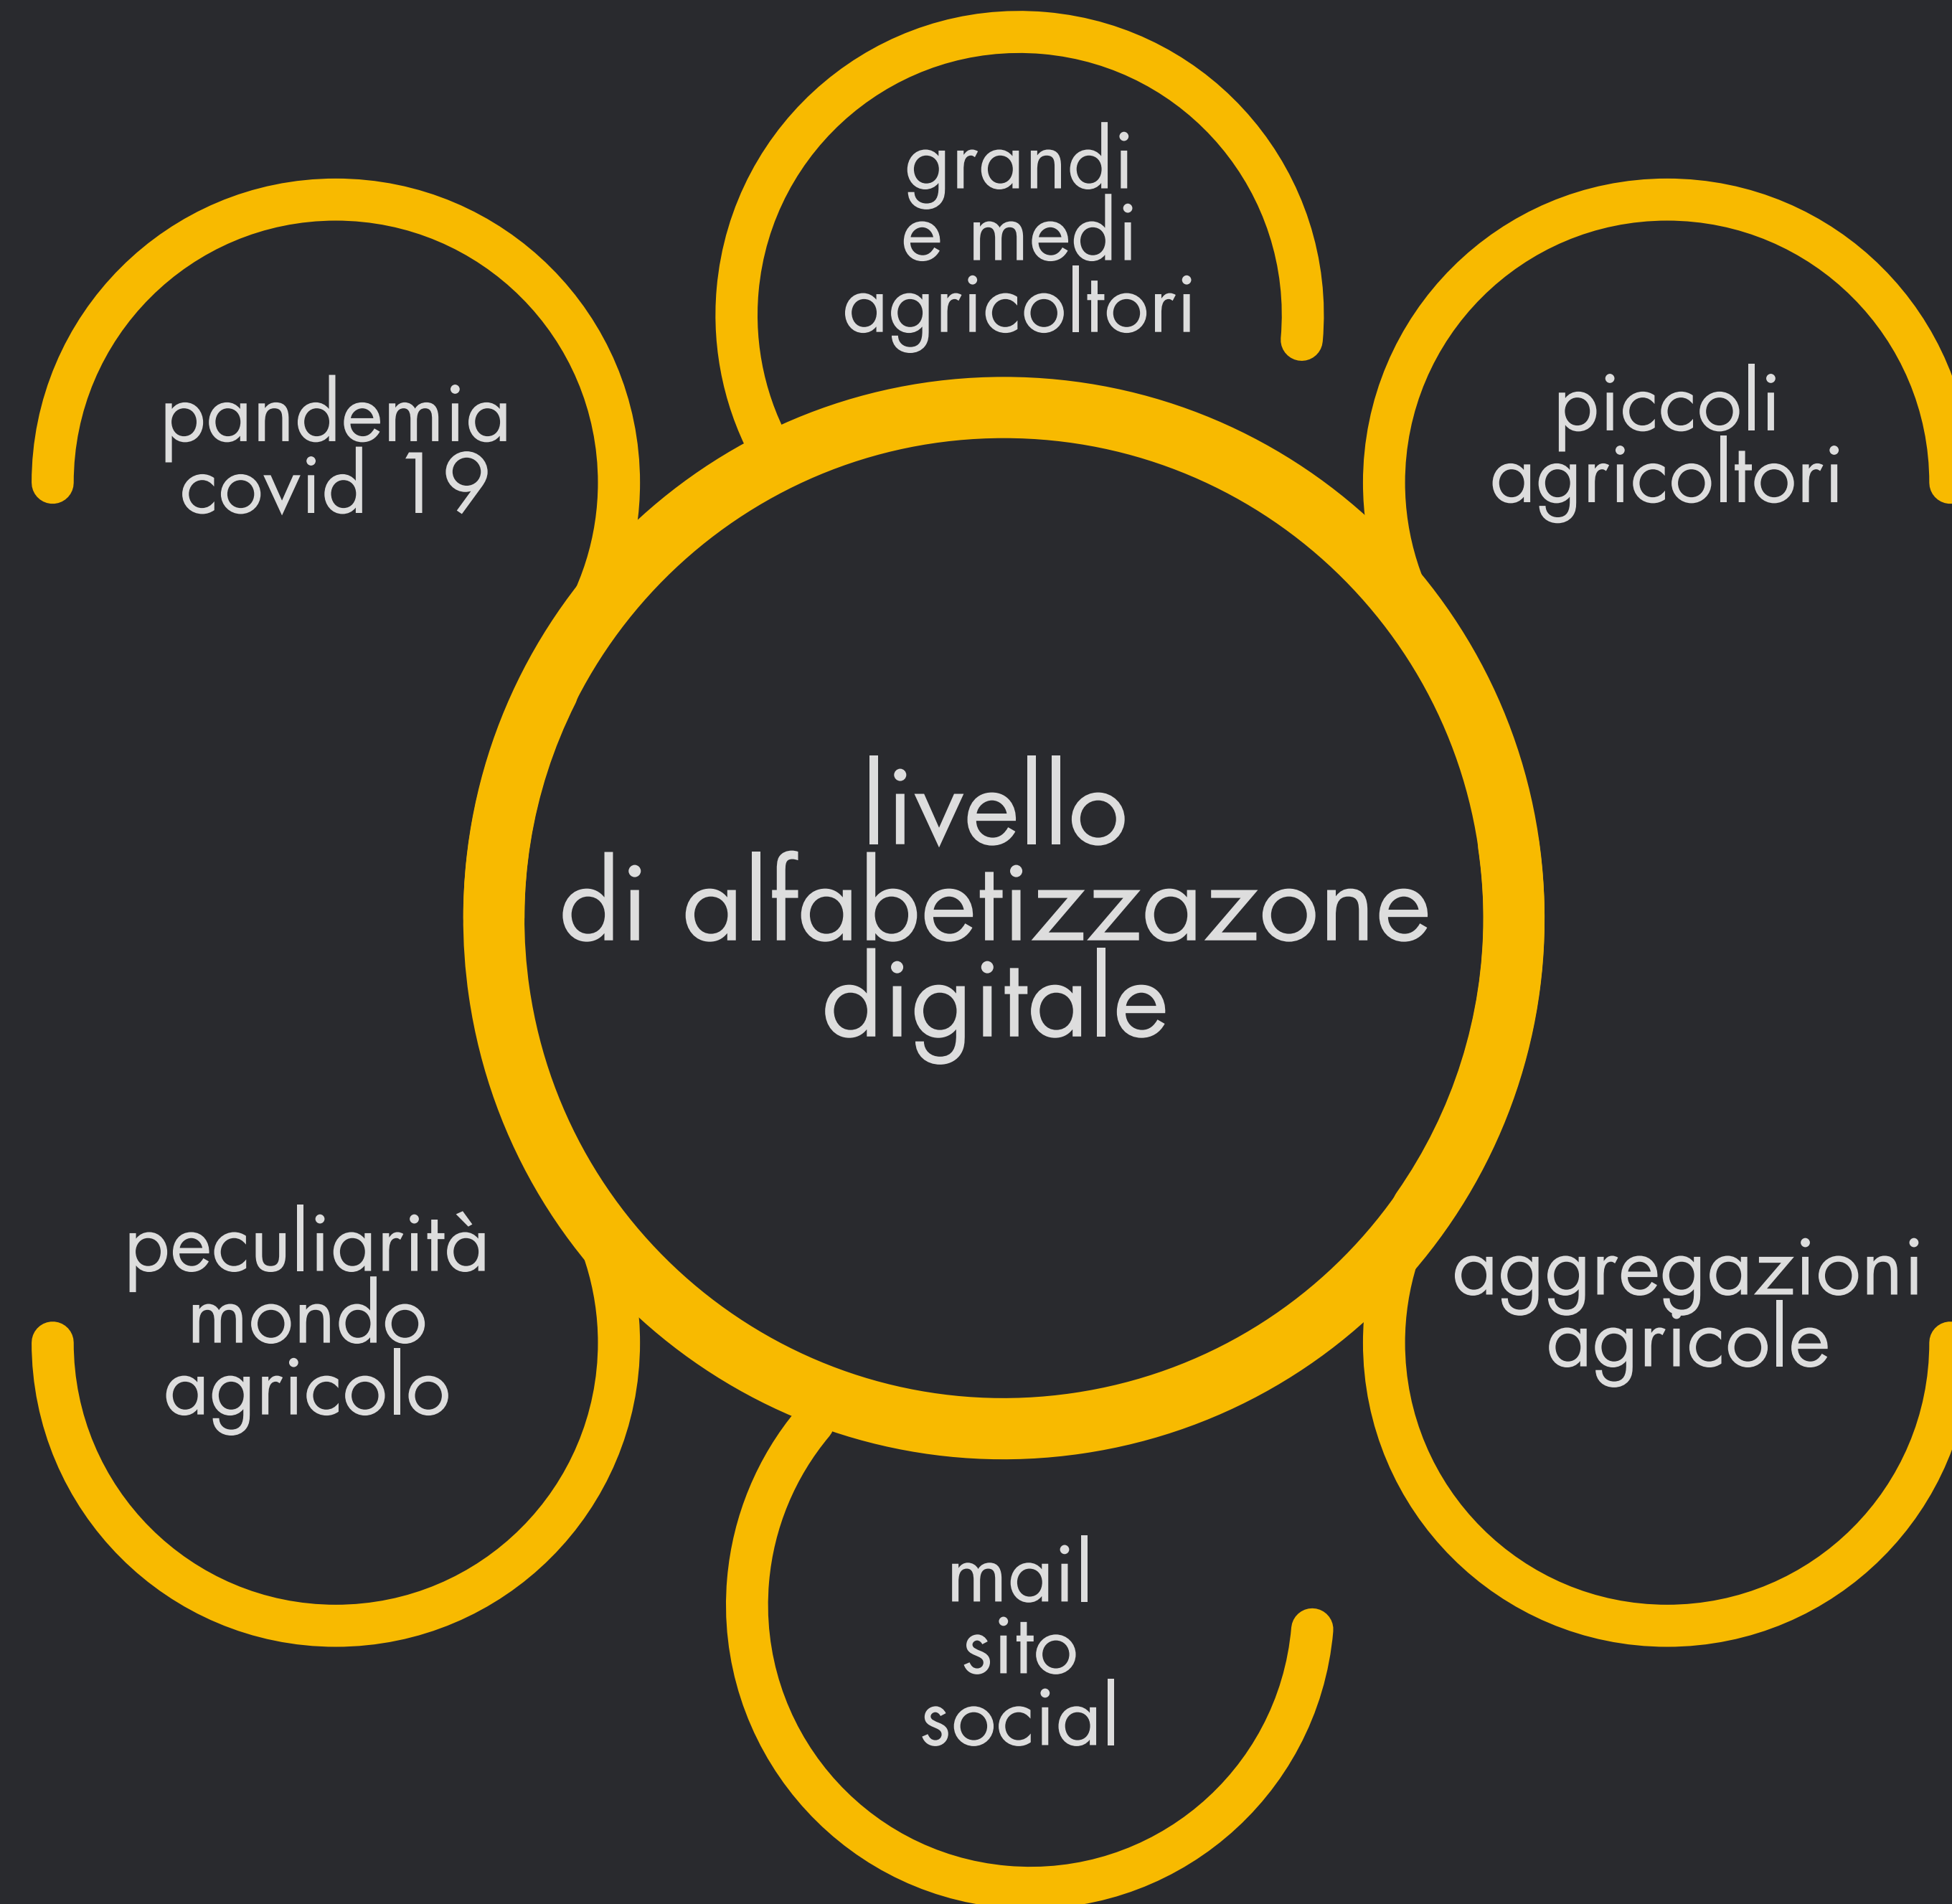 grandi
e medi
agricoltori
pandemia
covid 19
piccoli
agricoltori
livello
di alfabetizzazone
digitale
peculiarità
mondo
agricolo
aggregazioni
agricole
mail
sito
social